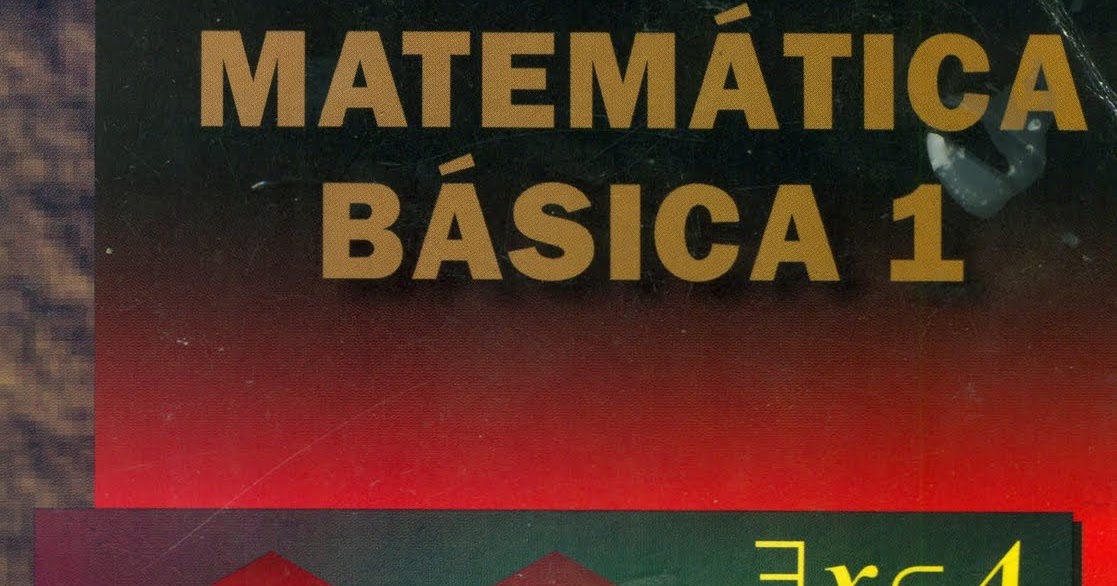 MATEMÁTICA
BÁSICA 1
∃ x ∈ A